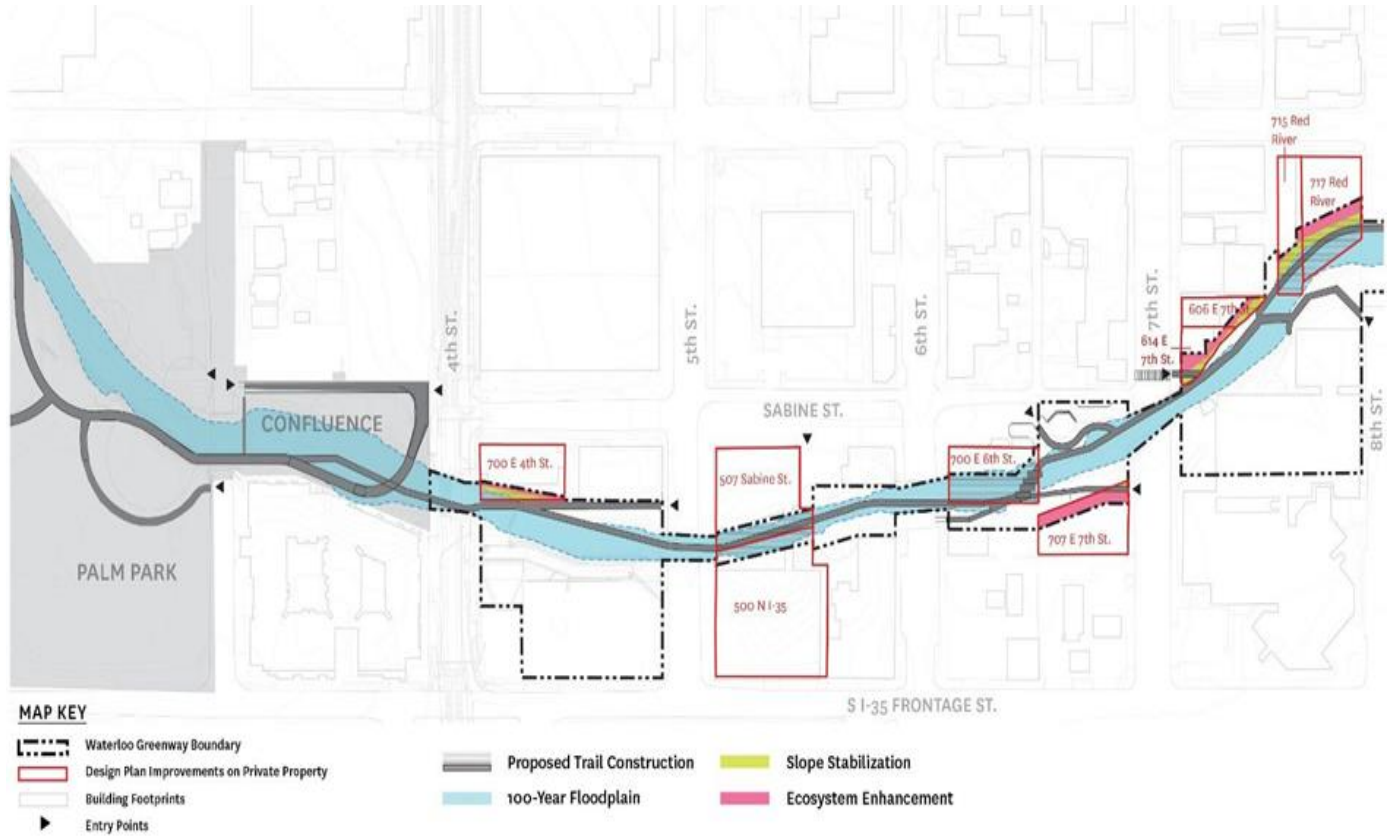 715 Red
River
717 Red
River
7th ST.
606 E 7th St.
614 E
7th St.
4th ST.
5th ST.
6th ST.
8th ST.
SABINE ST.
CONFLUENCE
700 E 4th St.
507 Sabine St.
700 E 6th St.
707 E 7th St.
PALM PARK
500 N I-35
S I-35 FRONTAGE ST.
MAP KEY
Waterloo Greenway Boundary
Design Plan Improvements on Private Property
Building Footprints
Entry Points
Proposed Trail Construction
100-Year Floodplain
Slope Stabilization
Ecosystem Enhancement